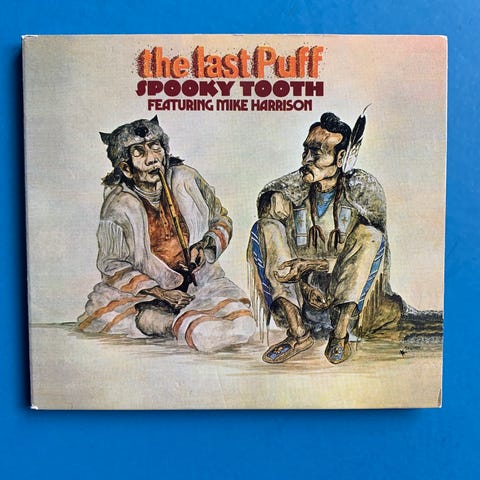 the last Puff
SPOOKY TOOTH
FEATURING MIKE HARRISON